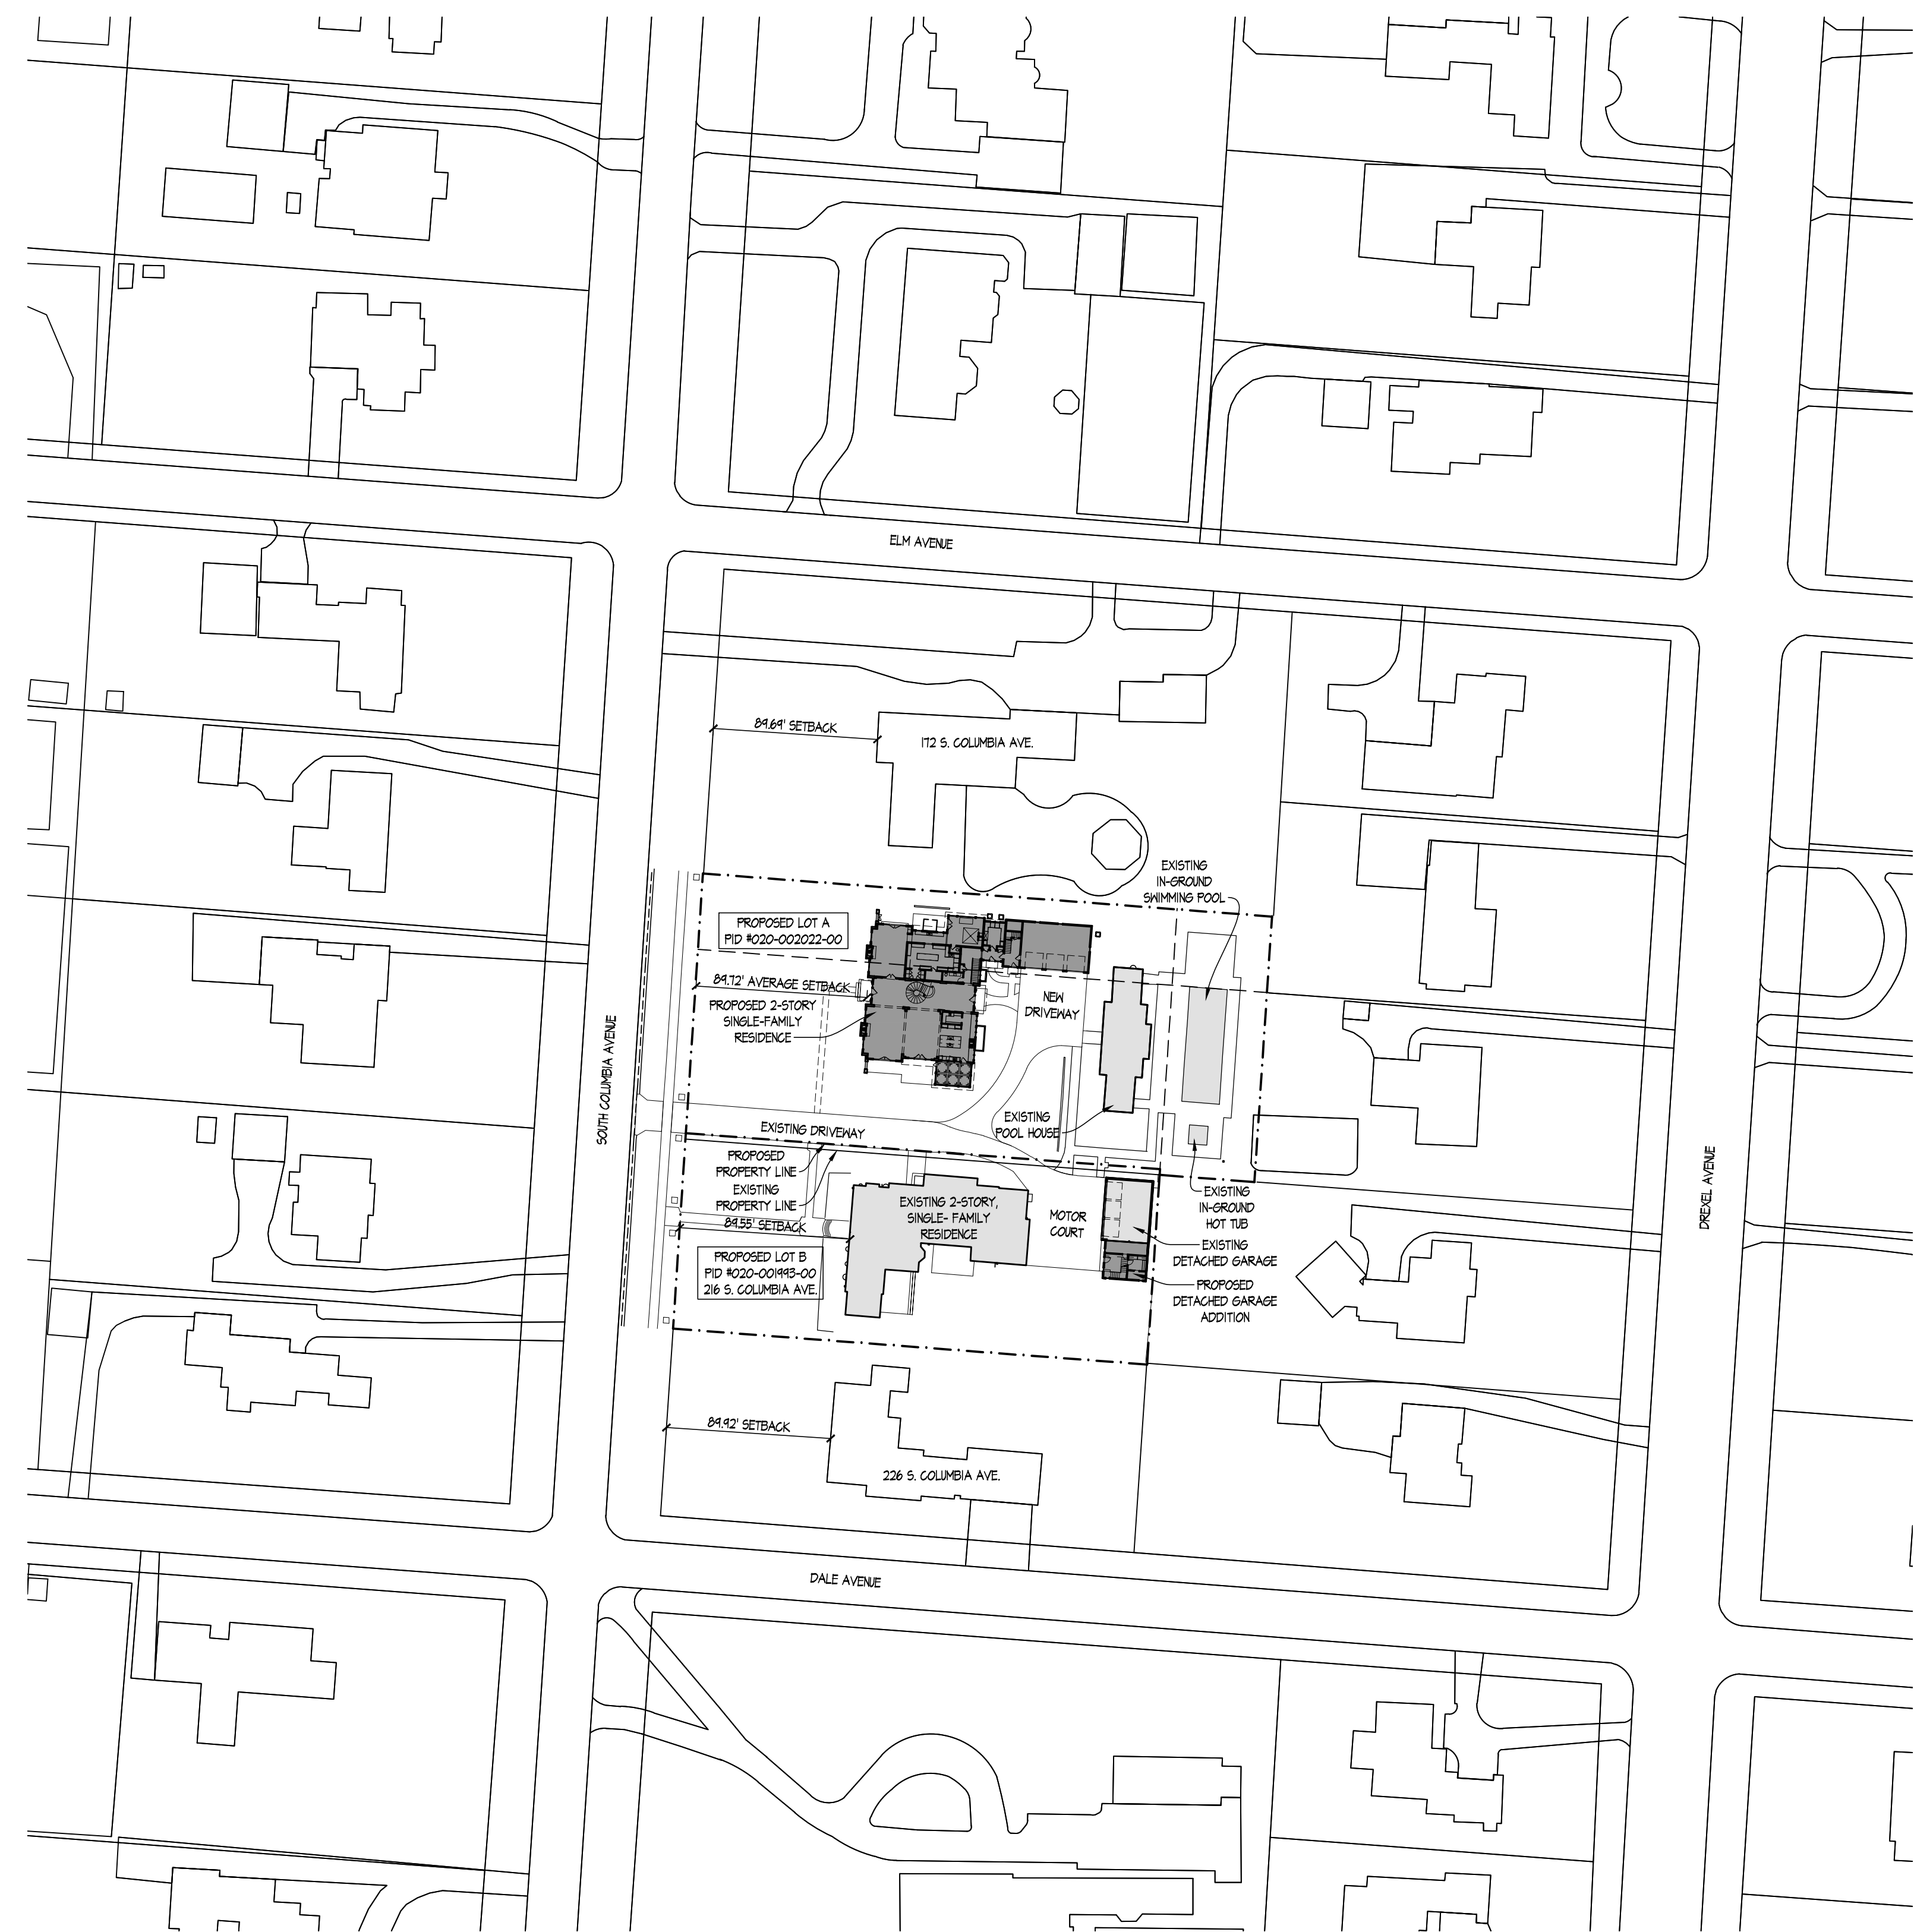 ELM AVENUE
89.69' SETBACK
172 S. COLUMBIA AVE.
EXISTING
IN-GROUND
SWIMMING POOL
PROPOSED LOT A
PID #020-002022-00
89.72' AVERAGE SETBACK
PROPOSED 2-STORY
SINGLE-FAMILY
RESIDENCE
NEW
DRIVEWAY
SOUTH COLUMBIA AVENUE
EXISTING
POOL HOUSE
EXISTING DRIVEWAY
PROPOSED
PROPERTY LINE
EXISTING
PROPERTY LINE
89.55' SETBACK
EXISTING 2-STORY,
SINGLE- FAMILY
RESIDENCE
MOTOR
COURT
EXISTING
IN-GROUND
HOT TUB
EXISTING
DETACHED GARAGE
PROPOSED
DETACHED GARAGE
ADDITION
PROPOSED LOT B
PID #020-001993-00
216 S. COLUMBIA AVE.
DREXEL AVENUE
89.92' SETBACK
226 S. COLUMBIA AVE.
DALE AVENUE